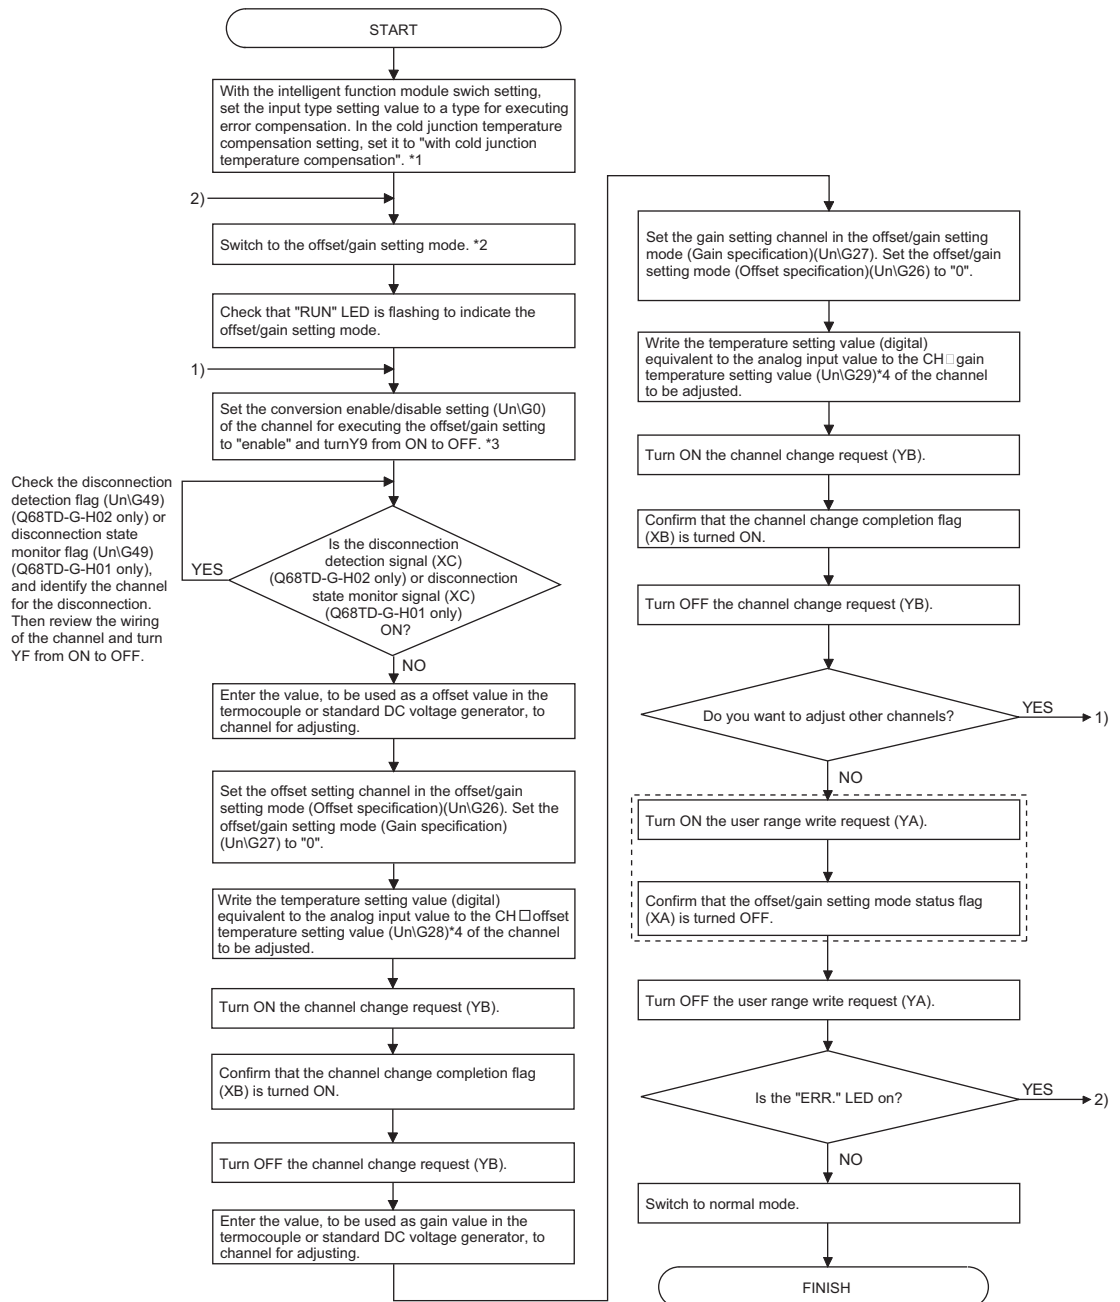 START
With the intelligent function module swich setting,
set the input type setting value to a type for executing
error compensation. In the cold junction temperature
compensation setting, set it to "with cold junction
temperature compensation". *1
2)
Switch to the offset/gain setting mode. *2
Check that "RUN" LED is flashing to indicate the
offset/gain setting mode.
1)
Set the conversion enable/disable setting (Un\G0)
of the channel for executing the offset/gain setting
to "enable" and turnY9 from ON to OFF. *3
Check the disconnection
detection flag (Un\G49)
(Q68TD-G-H02 only) or
disconnection state
monitor flag (Un\G49)
(Q68TD-G-H01 only),
and identify the channel
for the disconnection.
Then review the wiring
of the channel and turn
YF from ON to OFF.
YES
Is the disconnection
detection signal (XC)
(Q68TD-G-H02 only) or disconnection
state monitor signal (XC)
(Q68TD-G-H01 only)
ON?
NO
Enter the value, to be used as a offset value in the
termocouple or standard DC voltage generator, to
channel for adjusting.
Set the offset setting channel in the offset/gain
setting mode (Offset specification)(Un\G26). Set the
offset/gain setting mode (Gain specification)
(Un\G27) to "0".
Write the temperature setting value (digital)
equivalent to the analog input value to the CH□offset
temperature setting value (Un\G28)*4 of the channel
to be adjusted.
Turn ON the channel change request (YB).
Confirm that the channel change completion flag
(XB) is turned ON.
Turn OFF the channel change request (YB).
Enter the value, to be used as gain value in the
termocouple or standard DC voltage generator, to
channel for adjusting.
Set the gain setting channel in the offset/gain setting
mode (Gain specification)(Un\G27). Set the offset/gain
setting mode (Offset specification)(Un\G26) to "0".
Write the temperature setting value (digital)
equivalent to the analog input value to the CH□gain
temperature setting value (Un\G29)*4 of the channel
to be adjusted.
Turn ON the channel change request (YB).
Confirm that the channel change completion flag
(XB) is turned ON.
Turn OFF the channel change request (YB).
Do you want to adjust other channels?
YES
1)
NO
Turn ON the user range write request (YA).
Confirm that the offset/gain setting mode status flag
(XA) is turned OFF.
Turn OFF the user range write request (YA).
Is the "ERR." LED on?
YES
2)
NO
Switch to normal mode.
FINISH